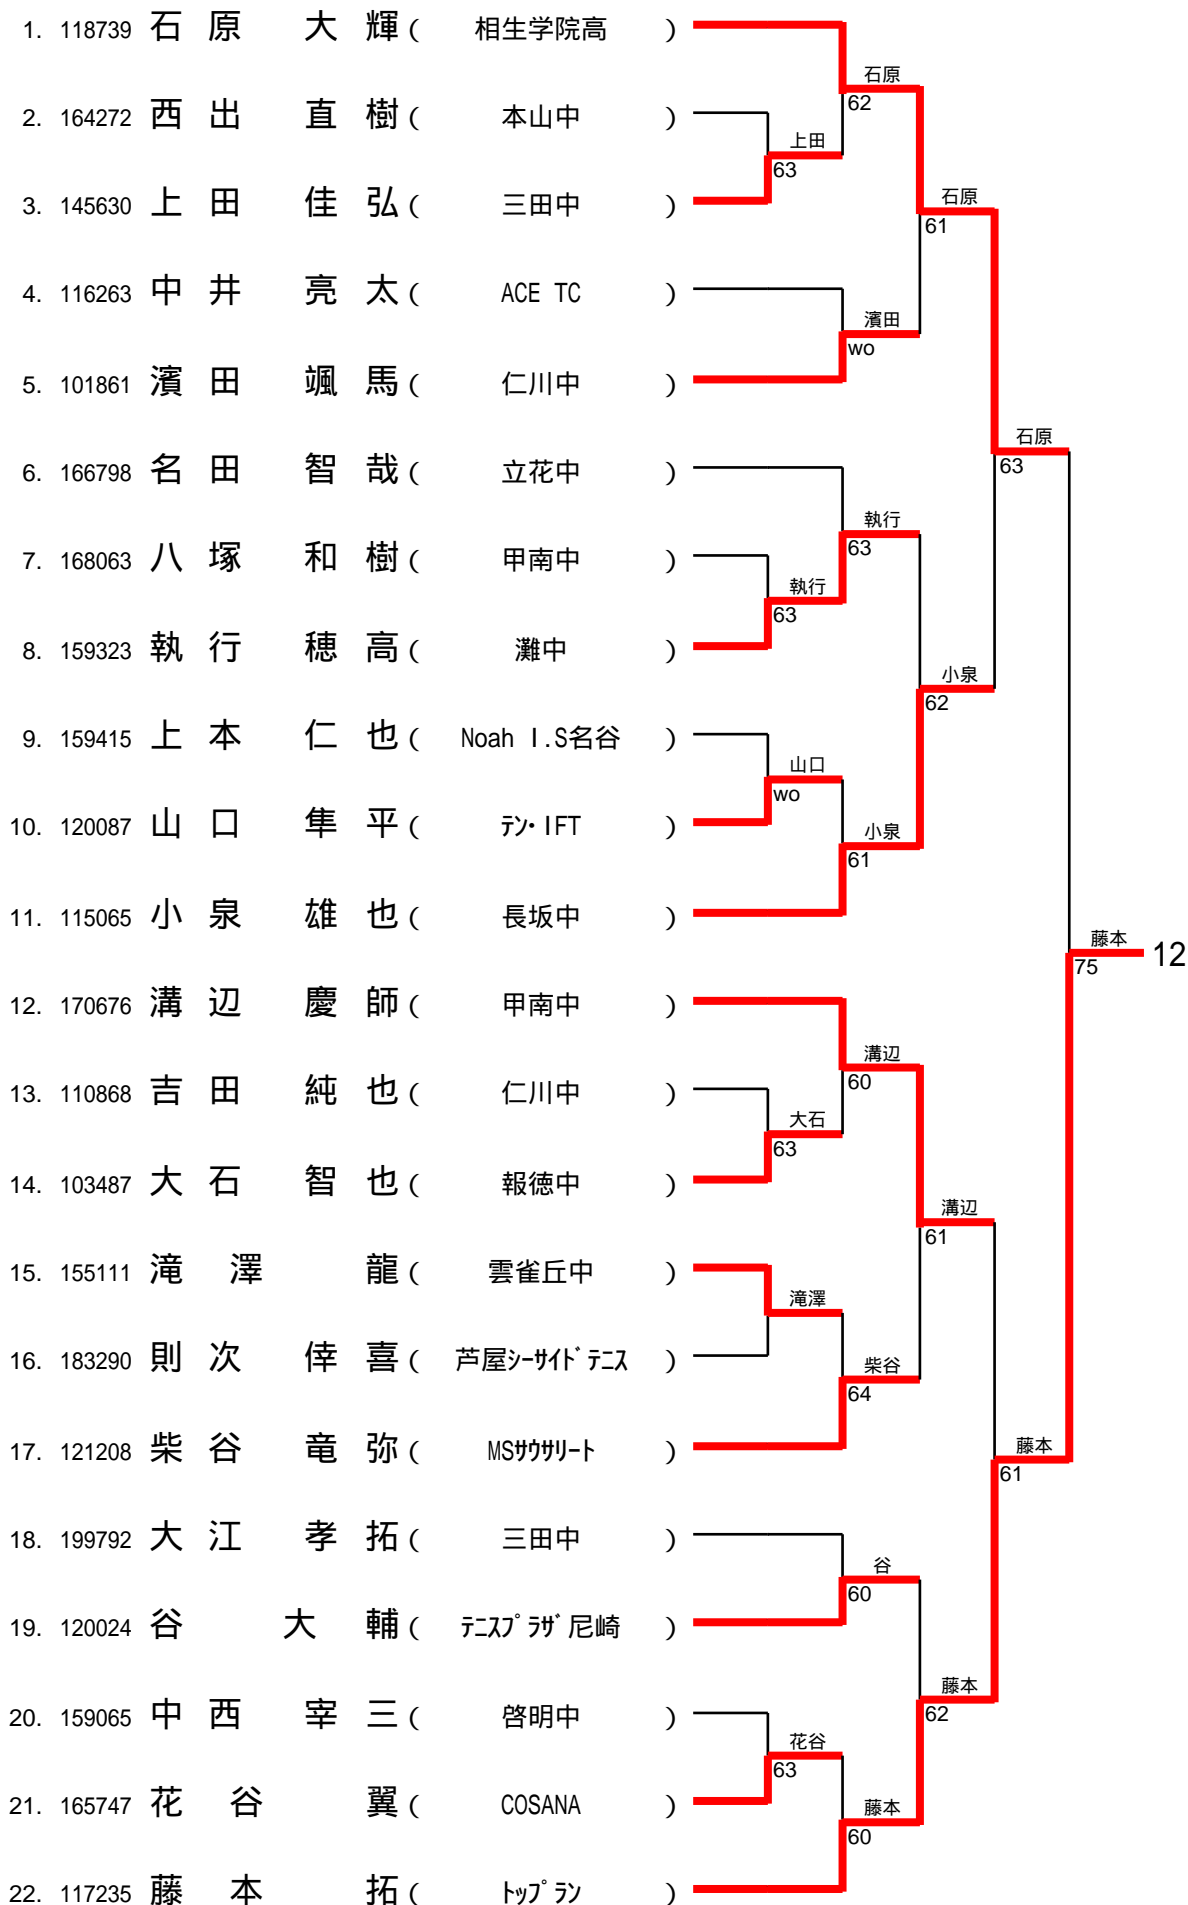 1. 118739 石原 大輝 ( 相生学院高 )
石原
62
2. 164272 西出 直樹 ( 本山中 )
上田
63
3. 145630 上田 佳弘 ( 三田中 )
石原
61
4. 116263 中井 亮太 ( ACE TC )
濱田
wo
5. 101861 濱田 颯馬 ( 仁川中 )
石原
63
6. 166798 名田 智哉 ( 立花中 )
執行
63
7. 168063 八塚 和樹 ( 甲南中 )
執行
63
8. 159323 執行 穂高 ( 灘中 )
小泉
62
9. 159415 上本 仁也 ( Noah I.S名谷 )
山口
wo
10. 120087 山口 隼平 ( テン・IFT )
小泉
61
11. 115065 小泉 雄也 ( 長坂中 )
藤本
75
12
12. 170676 溝辺 慶師 ( 甲南中 )
溝辺
60
13. 110868 吉田 純也 ( 仁川中 )
大石
63
14. 103487 大石 智也 ( 報徳中 )
溝辺
61
15. 155111 滝澤 龍 ( 雲雀丘中 )
滝澤
16. 183290 則次 倖喜 ( 芦屋ｼｰｻｲﾄﾞﾃﾆｽ )
柴谷
64
17. 121208 柴谷 竜弥 ( MSｻｳｻﾘｰﾄ )
藤本
61
18. 199792 大江 孝拓 ( 三田中 )
谷
60
19. 120024 谷 大輔 ( ﾃﾆｽﾌﾟﾗｻﾞ尼崎 )
藤本
62
20. 159065 中西 宰三 ( 啓明中 )
花谷
63
21. 165747 花谷 翼 ( COSANA )
藤本
60
22. 117235 藤本 拓 ( ﾄｯﾌﾟﾗﾝ )